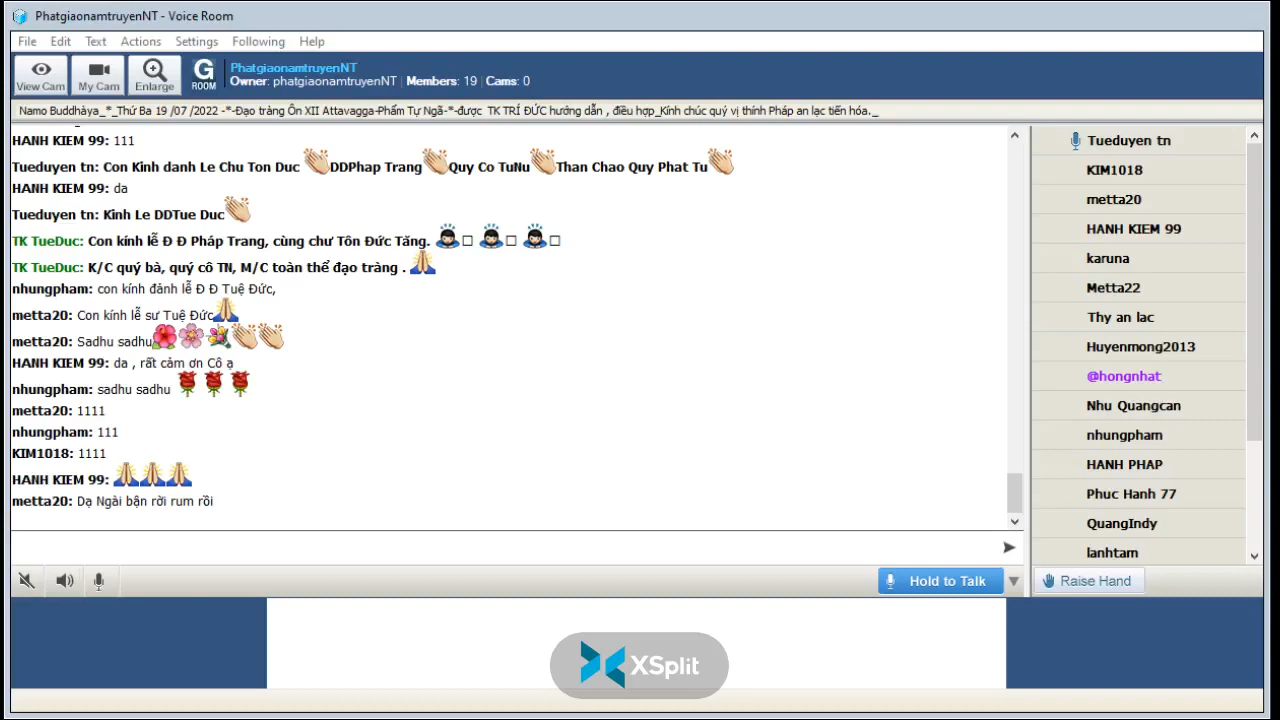 PhatgiaonamtruyenNT - Voice Room
File Edit Text Actions Settings Following Help
View Cam My Cam Enlarge G ROOM
PhatgiaonamtruyenNT
Owner: phatgiaonamtruyenNT | Members: 19 | Cams: 0
Namo Buddhàya_*_Thứ Ba 19 /07 /2022 -*-Đạo tràng Ôn XII Attavagga-Phẩm Tự Ngã-*-được TK TRÍ ĐỨC hướng dẫn , điều hợp_Kính chúc quý vị thính Pháp an lạc tiến hóa._
HANH KIEM 99: 111
Tueduyen tn: Con Kinh danh Le Chu Ton Duc 👏DDPhap Trang👏Quy Co TuNu👏Than Chao Quy Phat Tu👏
HANH KIEM 99: da
Tueduyen tn: Kinh Le DDTue Duc👏
TK TueDuc: Con kính lễ Đ Đ Pháp Trang, cùng chư Tôn Đức Tăng. 🙇□ 🙇□ 🙇□
TK TueDuc: K/C quý bà, quý cô TN, M/C toàn thể đạo tràng . 🙏
nhungpham: con kính đảnh lễ Đ Đ Tuệ Đức,
metta20: Con kính lễ sư Tuệ Đức🙏
metta20: Sadhu sadhu🌺🌸💐👏👏
HANH KIEM 99: da , rất cảm ơn Cô ạ
nhungpham: sadhu sadhu 🌹🌹🌹
metta20: 1111
nhungpham: 111
KIM1018: 1111
HANH KIEM 99: 🙏🙏🙏
metta20: Dạ Ngài bận rời rum rồi
Hold to Talk
Tueduyen tn
KIM1018
metta20
HANH KIEM 99
karuna
Metta22
Thy an lac
Huyenmong2013
@hongnhat
Nhu Quangcan
nhungpham
HANH PHAP
Phuc Hanh 77
QuangIndy
lanhtam
Raise Hand
XSplit